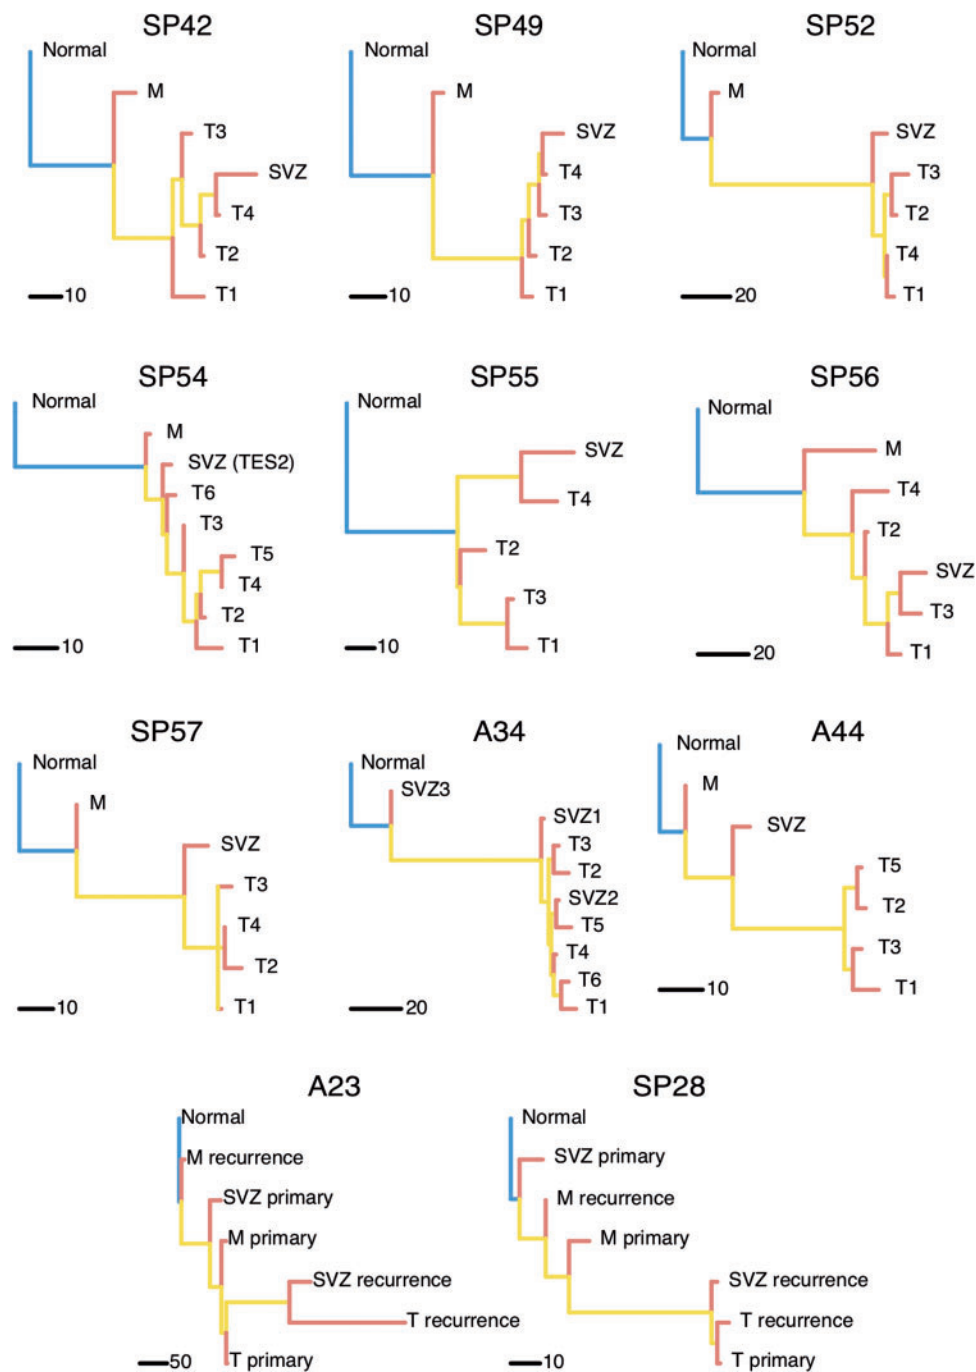 SP42
Normal
M
T3
SVZ
T4
T2
T1
10
SP49
Normal
M
SVZ
T4
T3
T2
T1
10
SP52
Normal
M
SVZ
T3
T2
T4
T1
20
SP54
Normal
M
SVZ (TES2)
T6
T3
T5
T4
T2
T1
10
SP55
Normal
SVZ
T4
T2
T3
T1
10
SP56
Normal
M
T4
T2
SVZ
T3
T1
20
SP57
Normal
M
SVZ
T3
T4
T2
T1
10
A34
Normal
SVZ3
SVZ1
T3
T2
SVZ2
T5
T4
T6
T1
20
A44
Normal
M
SVZ
T5
T2
T3
T1
10
A23
Normal
M recurrence
SVZ primary
M primary
SVZ recurrence
T recurrence
T primary
50
SP28
Normal
SVZ primary
M recurrence
M primary
SVZ recurrence
T recurrence
T primary
10